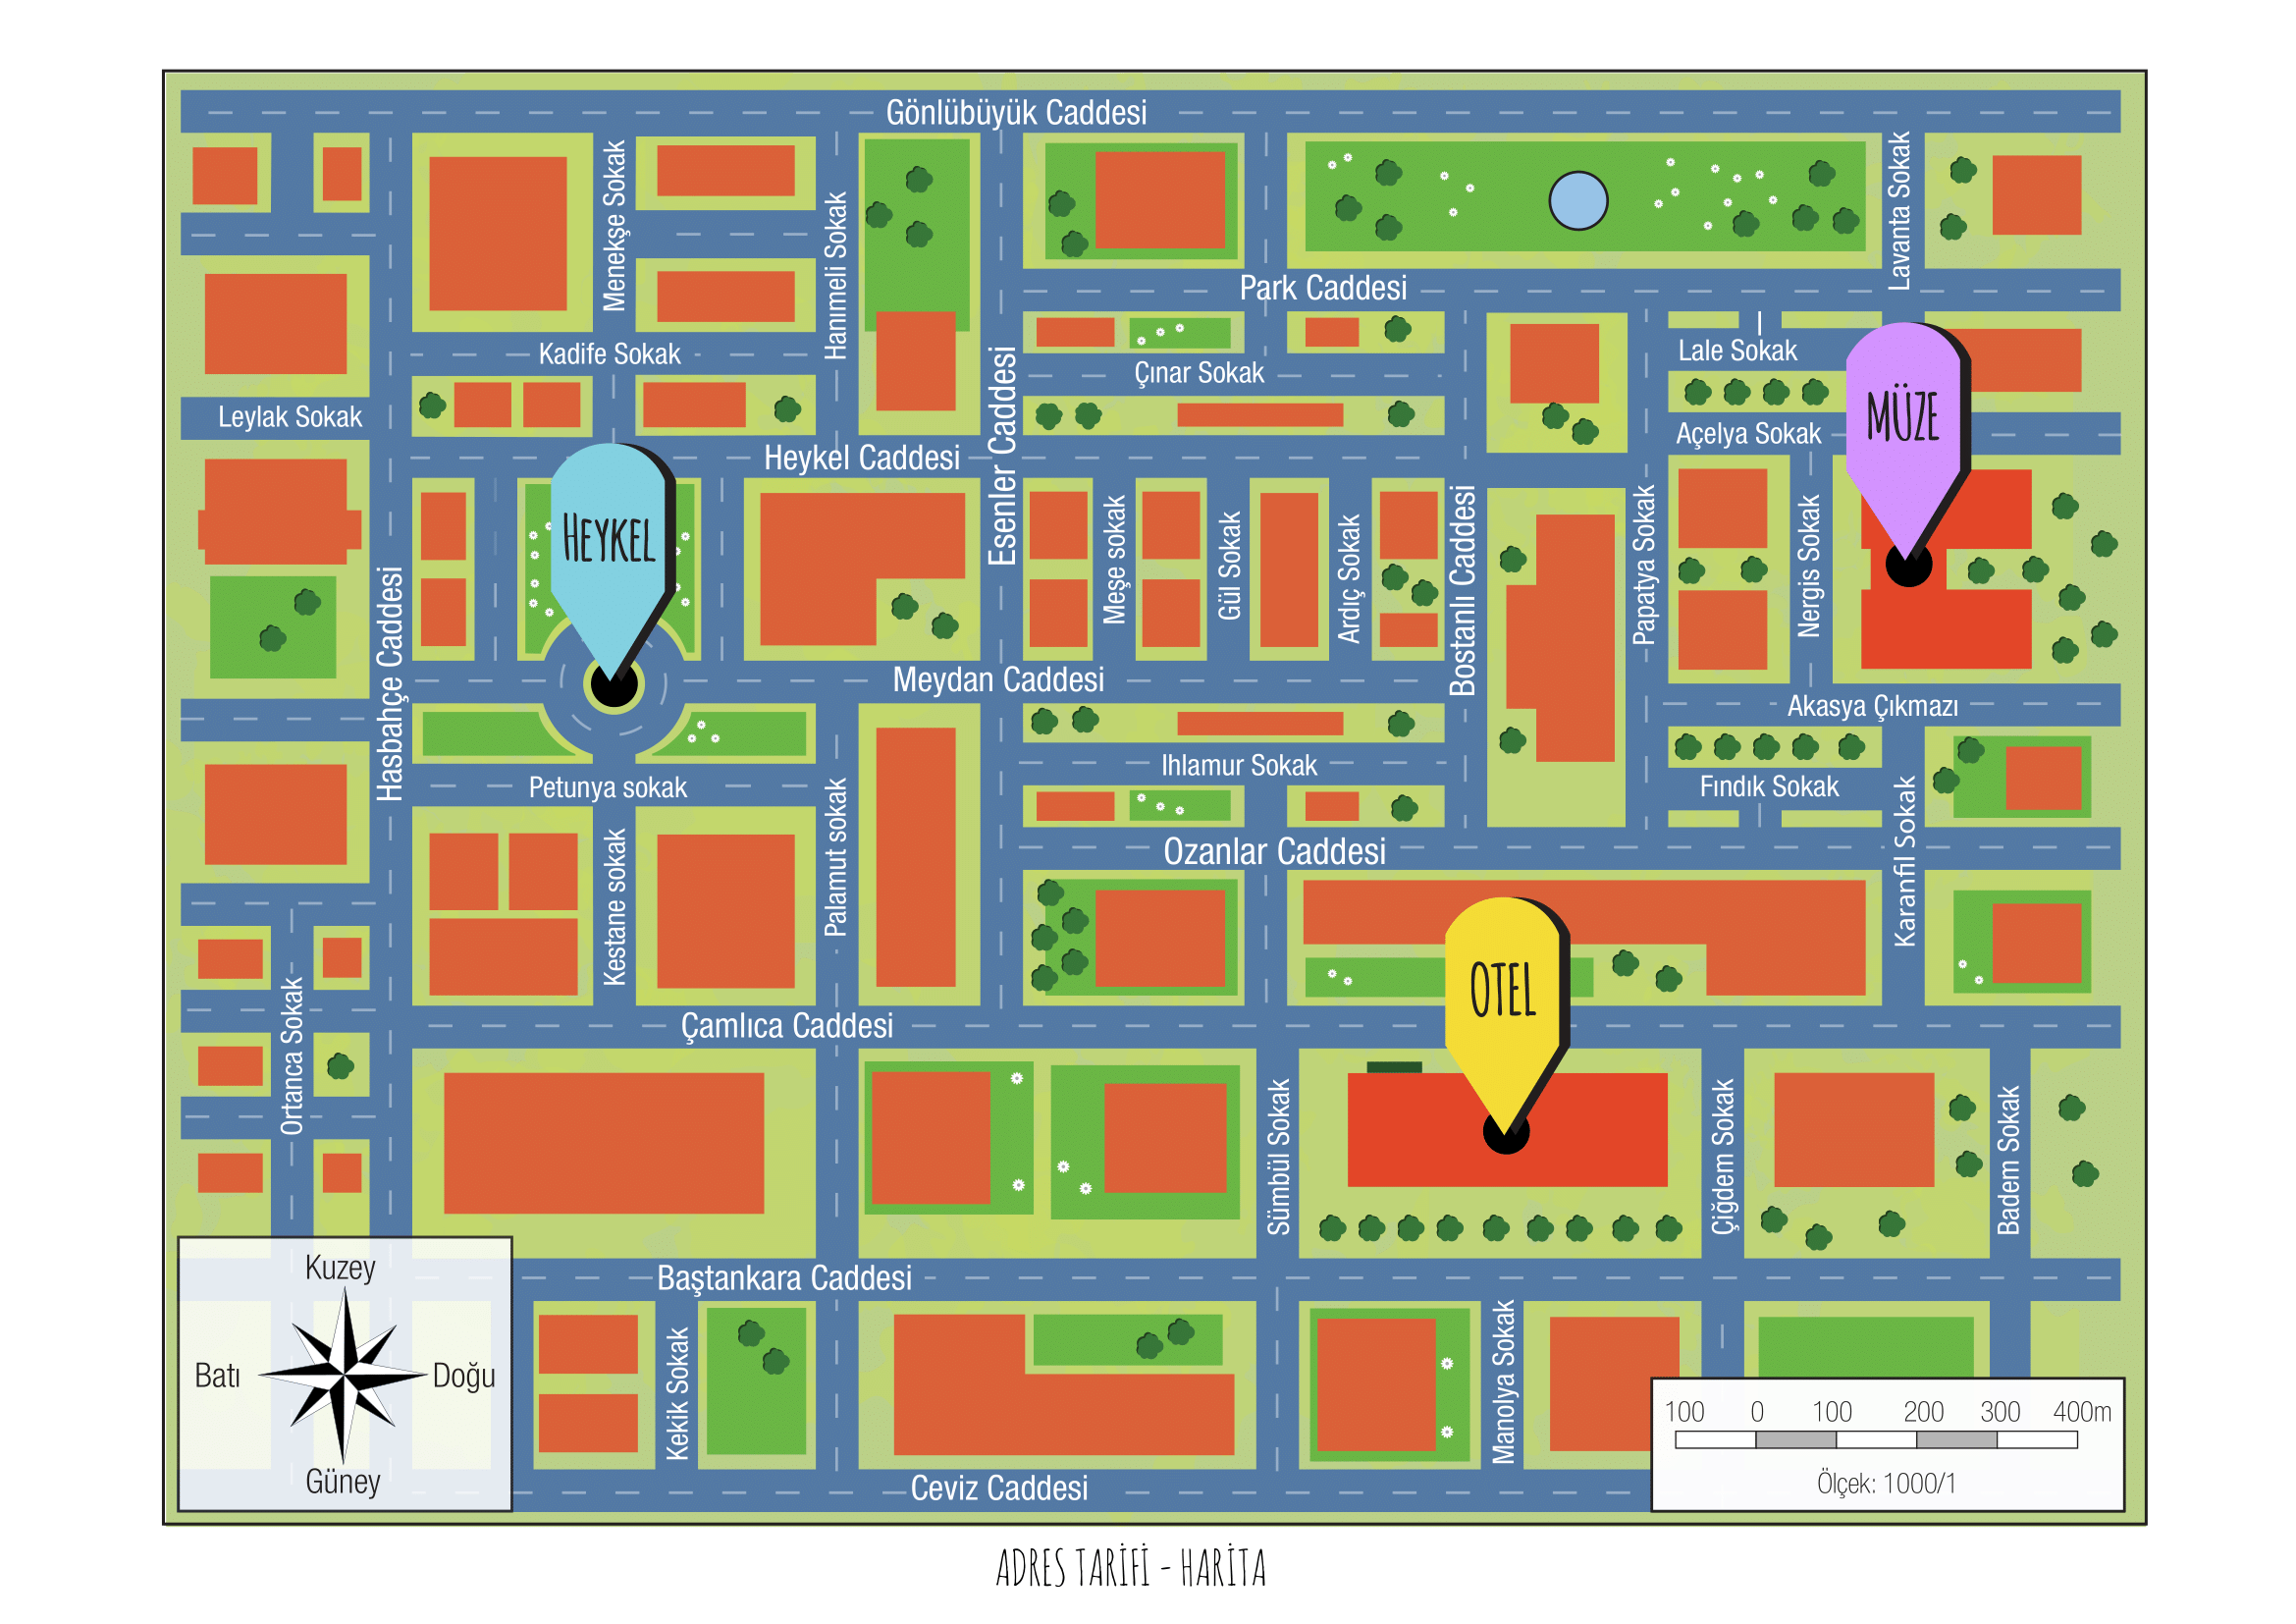 Gönlübüyük Caddesi
Menekşe Sokak
Hanımeli Sokak
Lavanta Sokak
Park Caddesi
Kadife Sokak
Lale Sokak
Çınar Sokak
Leylak Sokak
Açelya Sokak
MÜZE
Heykel Caddesi
Esenler Caddesi
HEYKEL
Meşe sokak
Gül Sokak
Ardıç Sokak
Bostanlı Caddesi
Papatya Sokak
Nergis Sokak
Hasbahçe Caddesi
Meydan Caddesi
Akasya Çıkmazı
Ihlamur Sokak
Petunya sokak
Fındık Sokak
Palamut sokak
Kestane sokak
Ozanlar Caddesi
Karanfil Sokak
OTEL
Ortanca Sokak
Çamlıca Caddesi
Sümbül Sokak
Çiğdem Sokak
Badem Sokak
Baştankara Caddesi
Kuzey
Batı
Doğu
Güney
Kekik Sokak
Manolya Sokak
100 0 100 200 300 400m
Ölçek: 1000/1
Ceviz Caddesi
ADRES TARİFİ - HARİTA